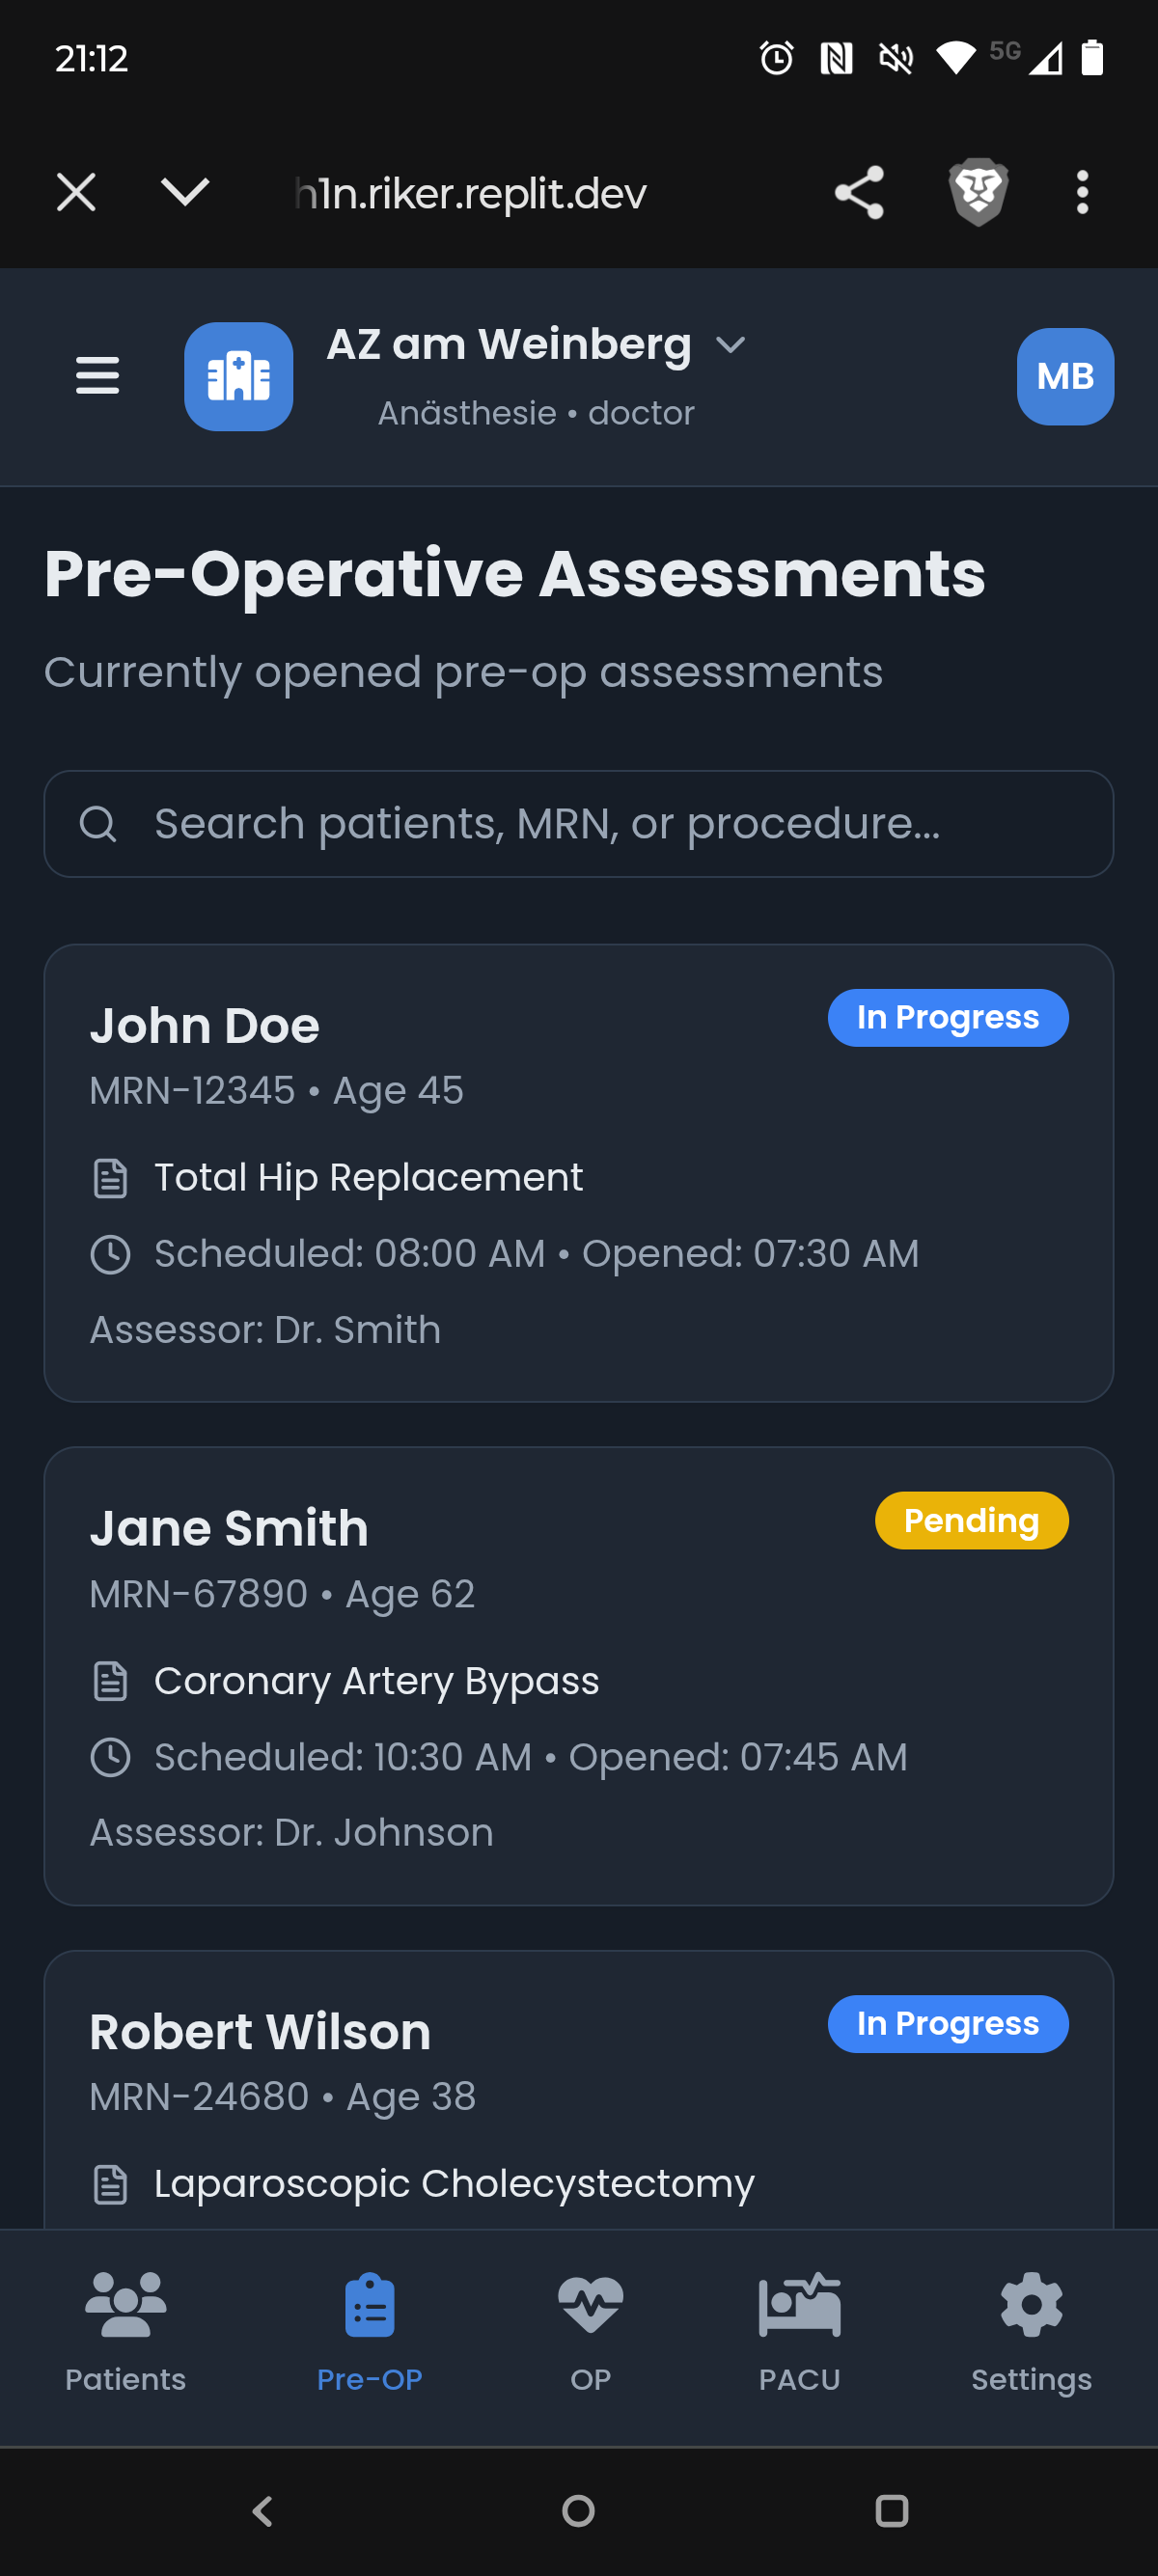 21:12
5G
h1n.riker.replit.dev
AZ am Weinberg
Anästhesie • doctor
MB
Pre-Operative Assessments
Currently opened pre-op assessments
Search patients, MRN, or procedure...
John Doe
In Progress
MRN-12345 • Age 45
Total Hip Replacement
Scheduled: 08:00 AM • Opened: 07:30 AM
Assessor: Dr. Smith
Jane Smith
Pending
MRN-67890 • Age 62
Coronary Artery Bypass
Scheduled: 10:30 AM • Opened: 07:45 AM
Assessor: Dr. Johnson
Robert Wilson
In Progress
MRN-24680 • Age 38
Laparoscopic Cholecystectomy
Patients
Pre-OP
OP
PACU
Settings